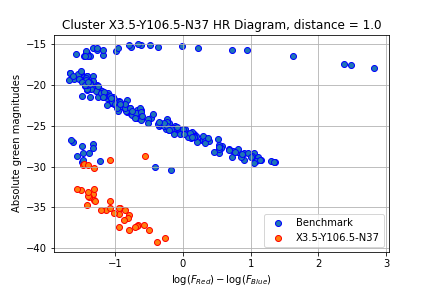 Cluster X3.5-Y106.5-N37 HR Diagram, distance = 1.0
Absolute green magnitudes
−15
−20
−25
−30
−35
−40
−1
0
1
2
3
log(F_Red) − log(F_Blue)
Benchmark
X3.5-Y106.5-N37